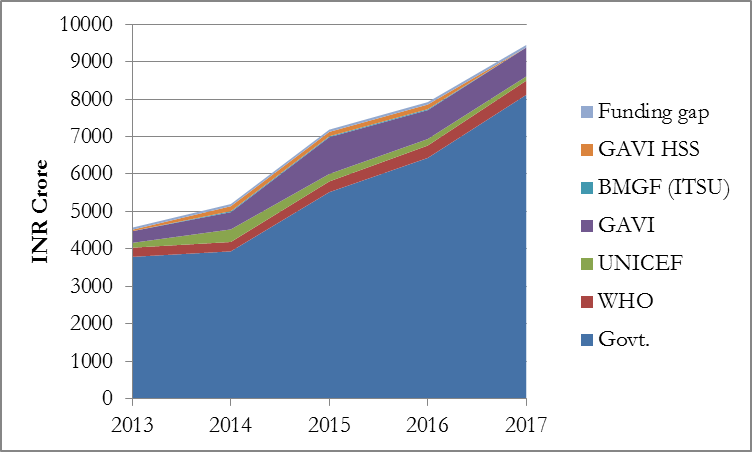 10000
9000
8000
7000
6000
5000
4000
3000
2000
1000
0
INR Crore
2013 2014 2015 2016 2017
Funding gap
GAVI HSS
BMGF (ITSU)
GAVI
UNICEF
WHO
Govt.